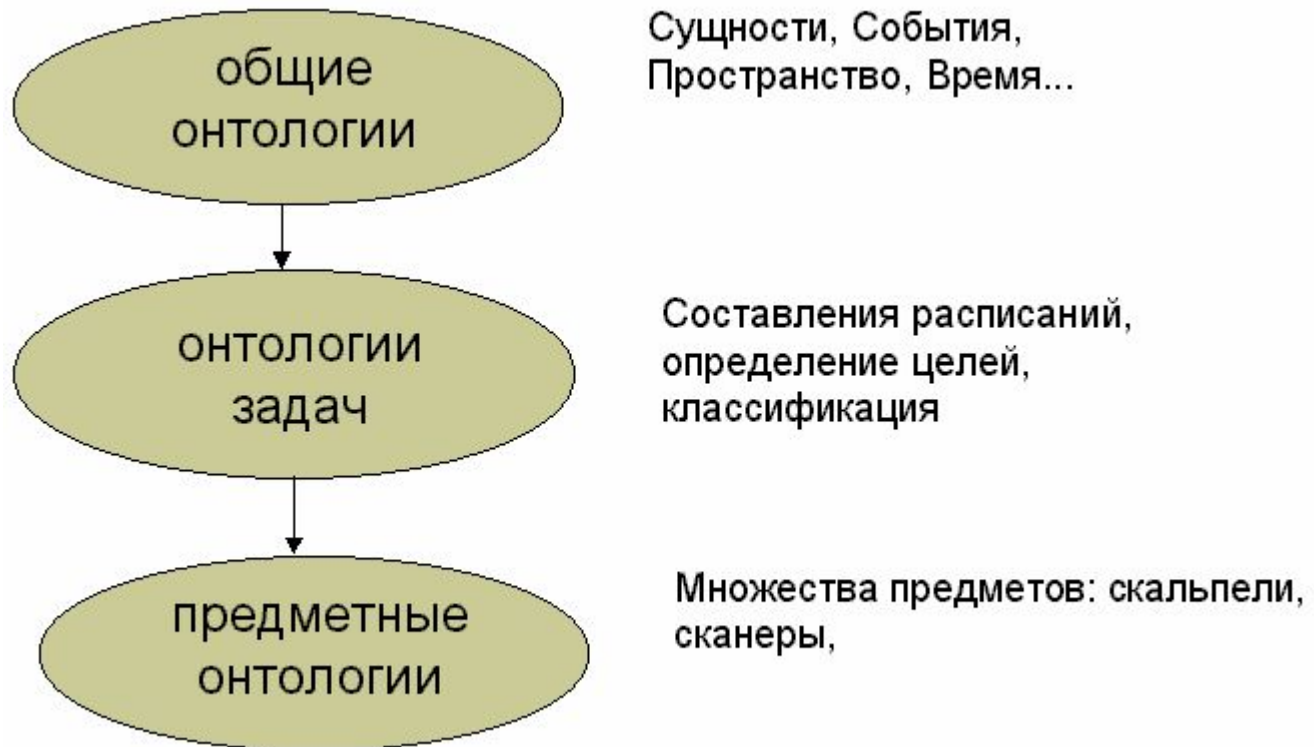 общие
онтологии
Сущности, События,
Пространство, Время...
онтологии
задач
Составления расписаний,
определение целей,
классификация
предметные
онтологии
Множества предметов: скальпели,
сканеры,